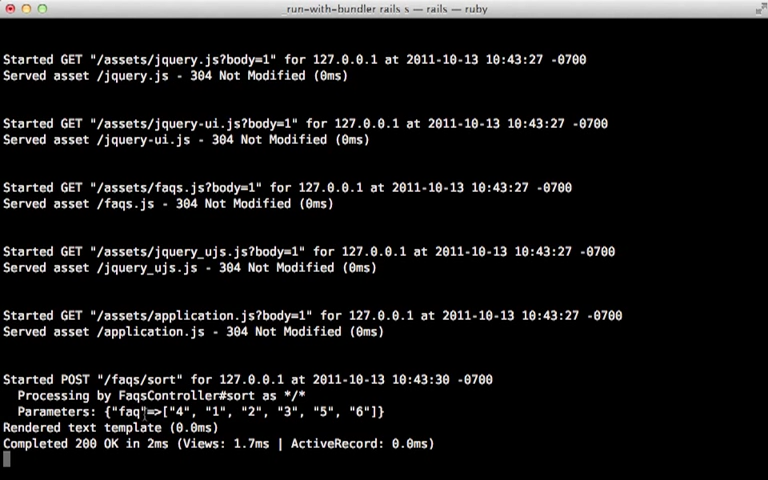 _run-with-bundler rails s — rails — ruby
Started GET "/assets/jquery.js?body=1" for 127.0.0.1 at 2011-10-13 10:43:27 -0700
Served asset /jquery.js - 304 Not Modified (0ms)
Started GET "/assets/jquery-ui.js?body=1" for 127.0.0.1 at 2011-10-13 10:43:27 -0700
Served asset /jquery-ui.js - 304 Not Modified (0ms)
Started GET "/assets/faqs.js?body=1" for 127.0.0.1 at 2011-10-13 10:43:27 -0700
Served asset /faqs.js - 304 Not Modified (0ms)
Started GET "/assets/jquery_ujs.js?body=1" for 127.0.0.1 at 2011-10-13 10:43:27 -0700
Served asset /jquery_ujs.js - 304 Not Modified (0ms)
Started GET "/assets/application.js?body=1" for 127.0.0.1 at 2011-10-13 10:43:27 -0700
Served asset /application.js - 304 Not Modified (0ms)
Started POST "/faqs/sort" for 127.0.0.1 at 2011-10-13 10:43:30 -0700
Processing by FaqsController#sort as */*
Parameters: {"faq"=>["4", "1", "2", "3", "5", "6"]}
Rendered text template (0.0ms)
Completed 200 OK in 2ms (Views: 1.7ms | ActiveRecord: 0.0ms)